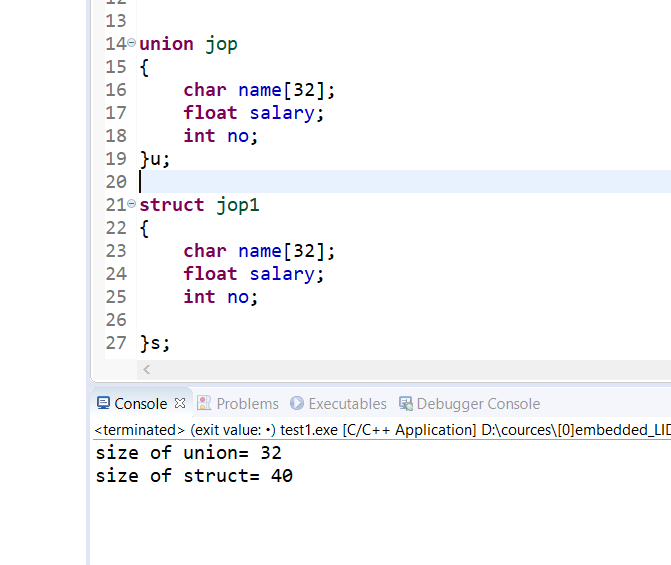 12
13
14 union jop
15 {
16 char name[32];
17 float salary;
18 int no;
19 }u;
20
21 struct jop1
22 {
23 char name[32];
24 float salary;
25 int no;
26
27 }s;
<
Console Problems Executables Debugger Console
<terminated> (exit value: •) test1.exe [C/C++ Application] D:\cources\[0]embedded_LID
size of union= 32
size of struct= 40